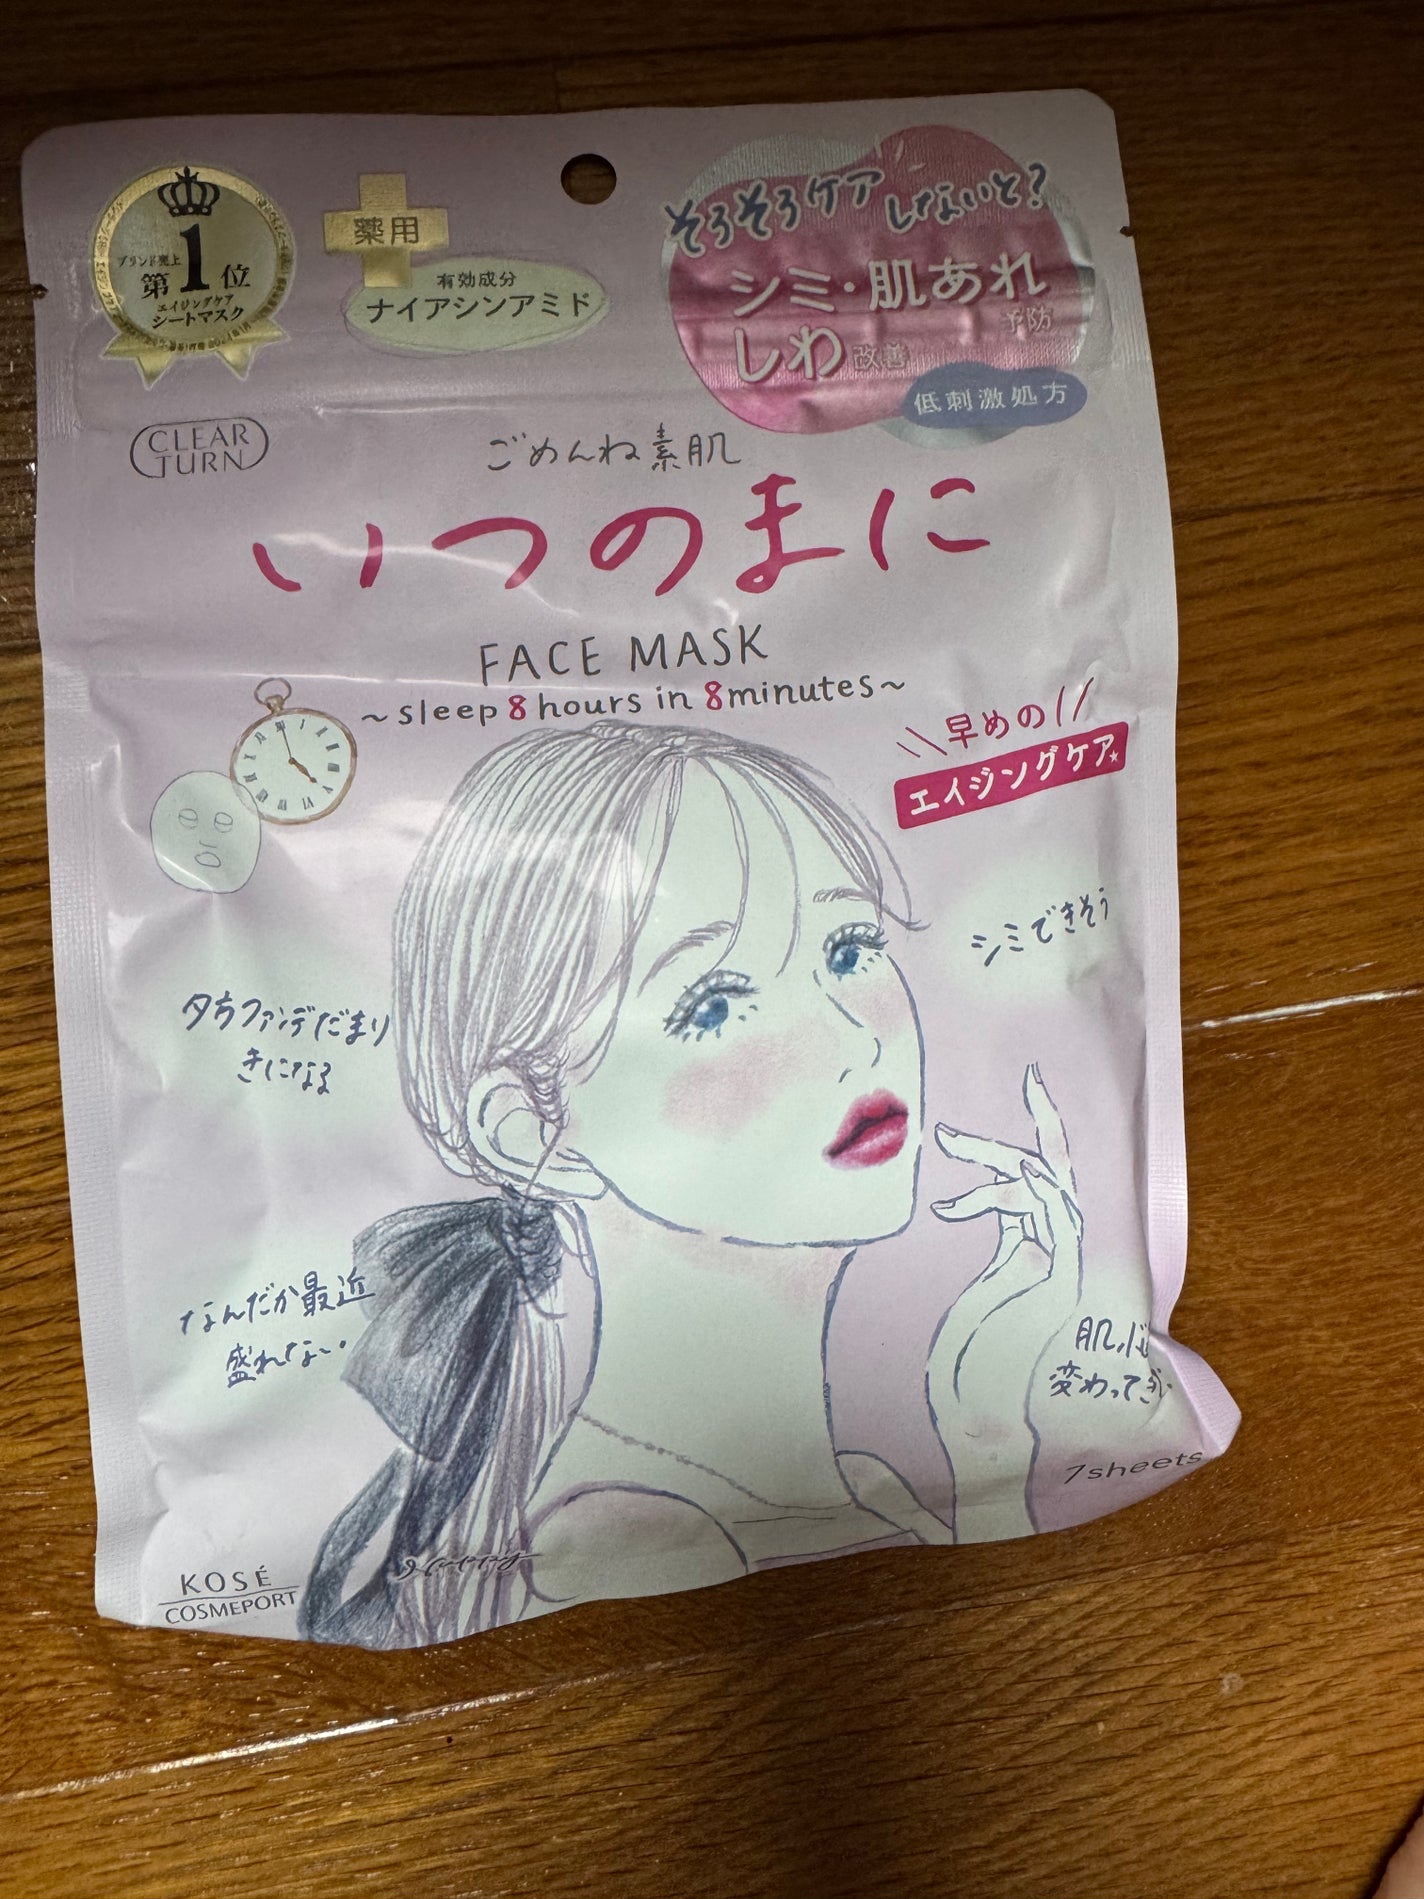 ブランド売上
第1位
エイジングケア
シートマスク
薬用
有効成分
ナイアシンアミド
そろそろケア
しないと?
シミ・肌あれ
予防
しわ改善
低刺激処方
CLEAR
TURN
ごめんね素肌
いつのまに
FACE MASK
~sleep 8 hours in 8minutes~
\\早めの//
エイジングケア★
シミできそう
夕方ファンデだまり
きになる
なんだか最近
盛れない
肌
変わって
7sheets
KOSÉ
COSMEPORT